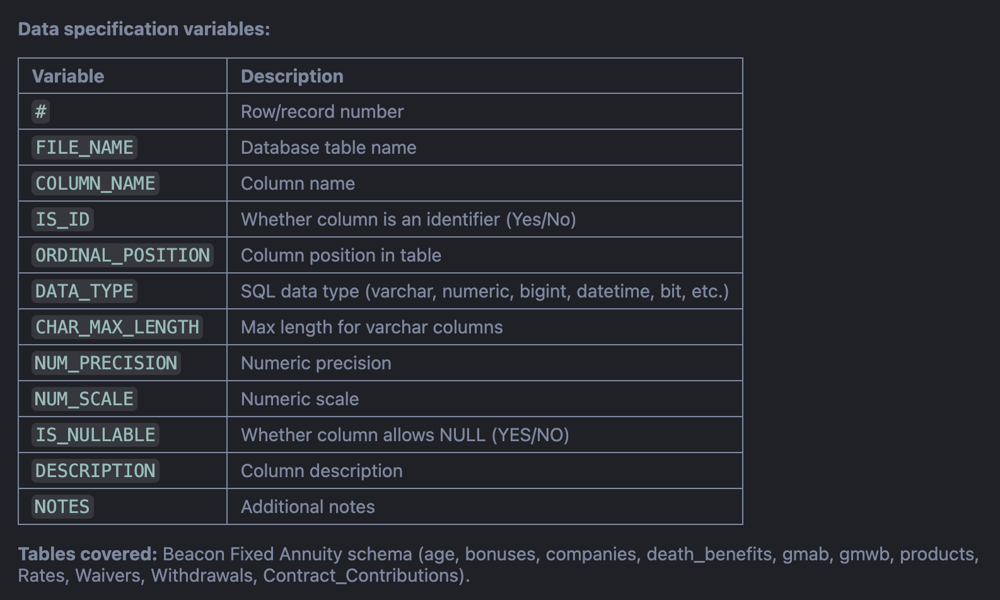 Data specification variables:
Variable Description
# Row/record number
FILE_NAME Database table name
COLUMN_NAME Column name
IS_ID Whether column is an identifier (Yes/No)
ORDINAL_POSITION Column position in table
DATA_TYPE SQL data type (varchar, numeric, bigint, datetime, bit, etc.)
CHAR_MAX_LENGTH Max length for varchar columns
NUM_PRECISION Numeric precision
NUM_SCALE Numeric scale
IS_NULLABLE Whether column allows NULL (YES/NO)
DESCRIPTION Column description
NOTES Additional notes
Tables covered: Beacon Fixed Annuity schema (age, bonuses, companies, death_benefits, gmab, gmwb, products,
Rates, Waivers, Withdrawals, Contract_Contributions).